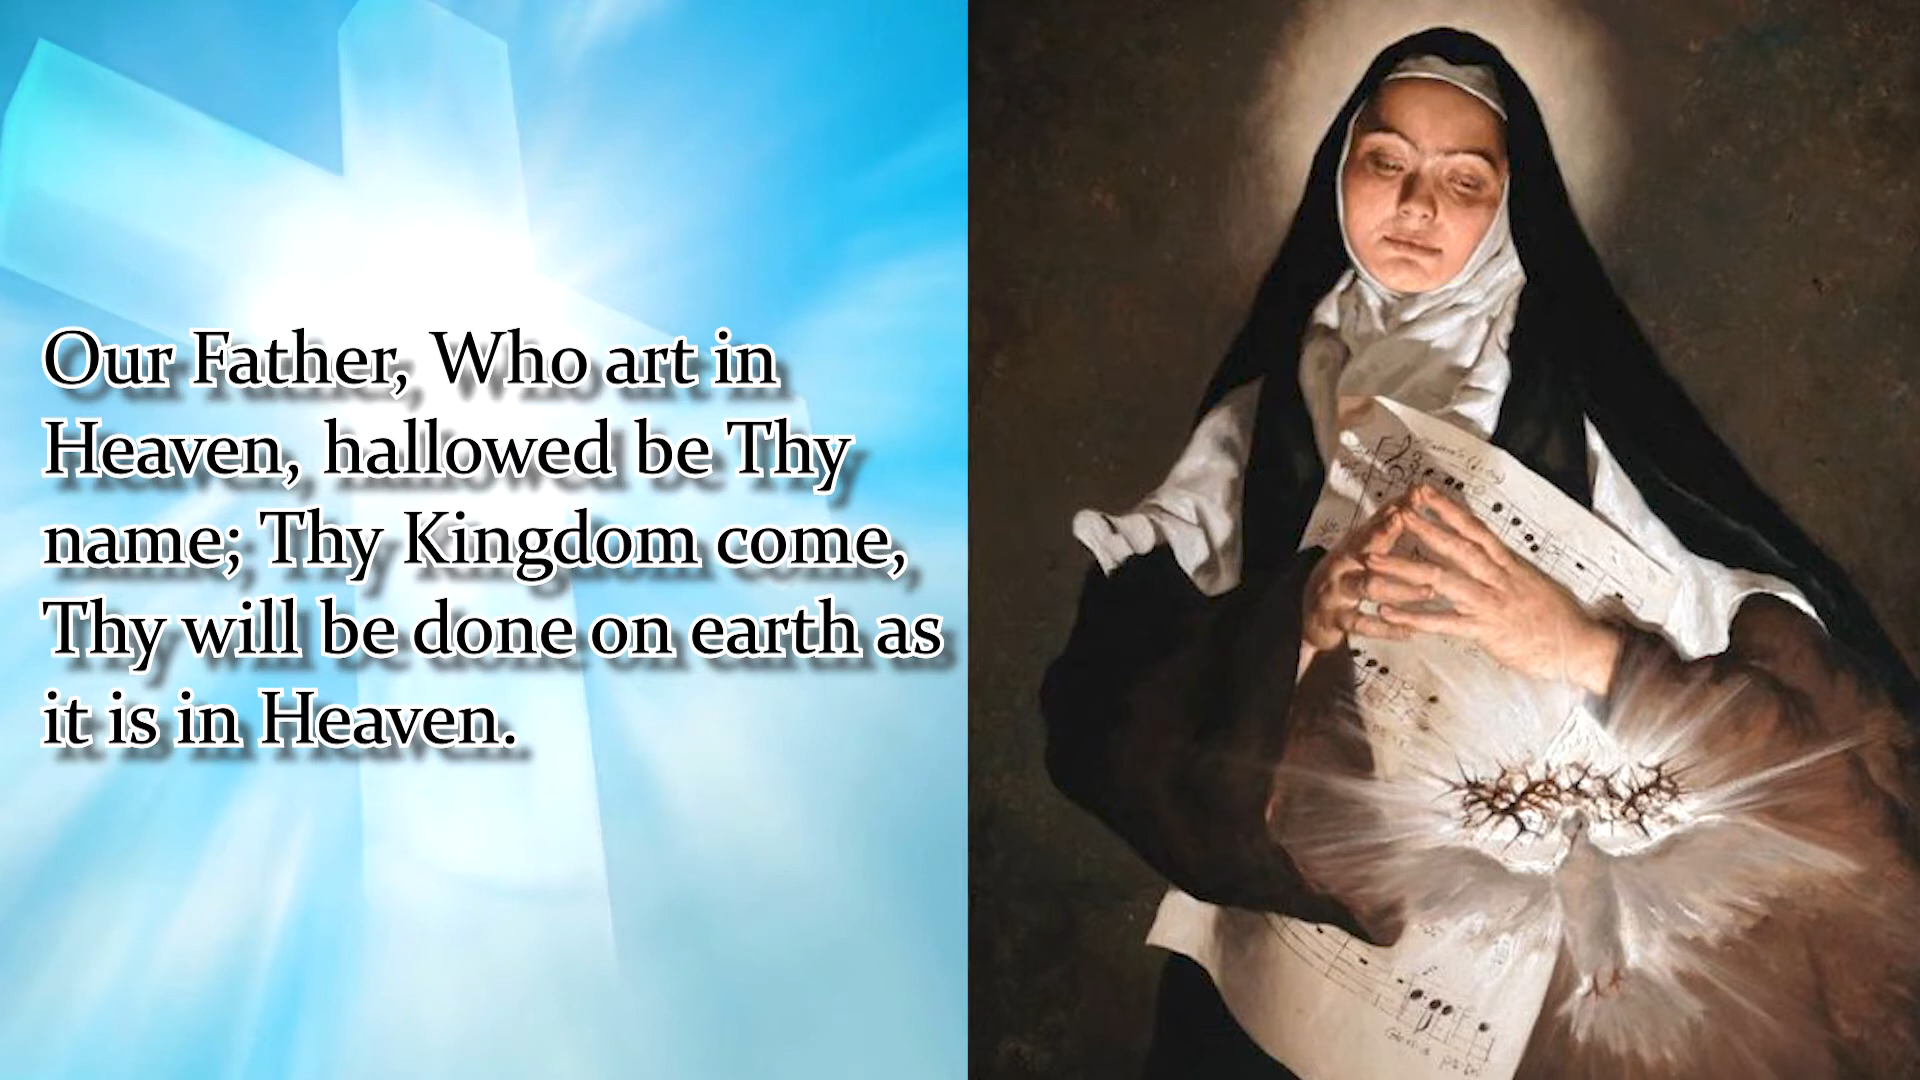 Our Father, Who art in
Heaven, hallowed be Thy
name; Thy Kingdom come,
Thy will be done on earth as
it is in Heaven.